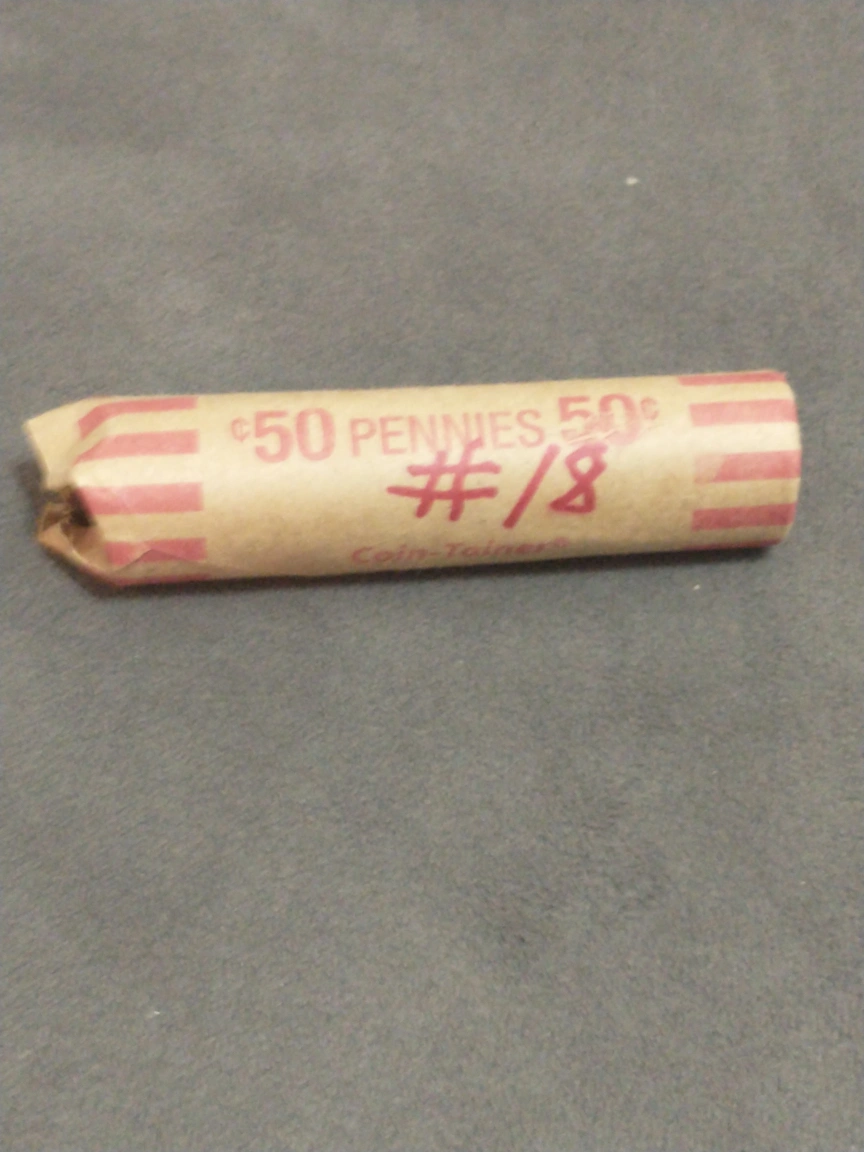 ¢50 PENNIES 50¢
#18
Coin-Tainer®